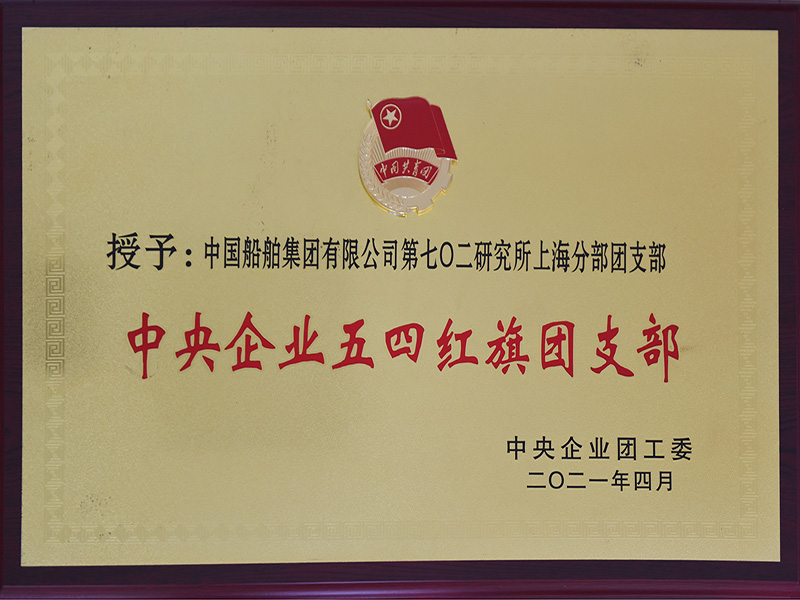 中国共青团
授予：中国船舶集团有限公司第七〇二研究所上海分部团支部
中央企业五四红旗团支部
中央企业团工委
二〇二一年四月